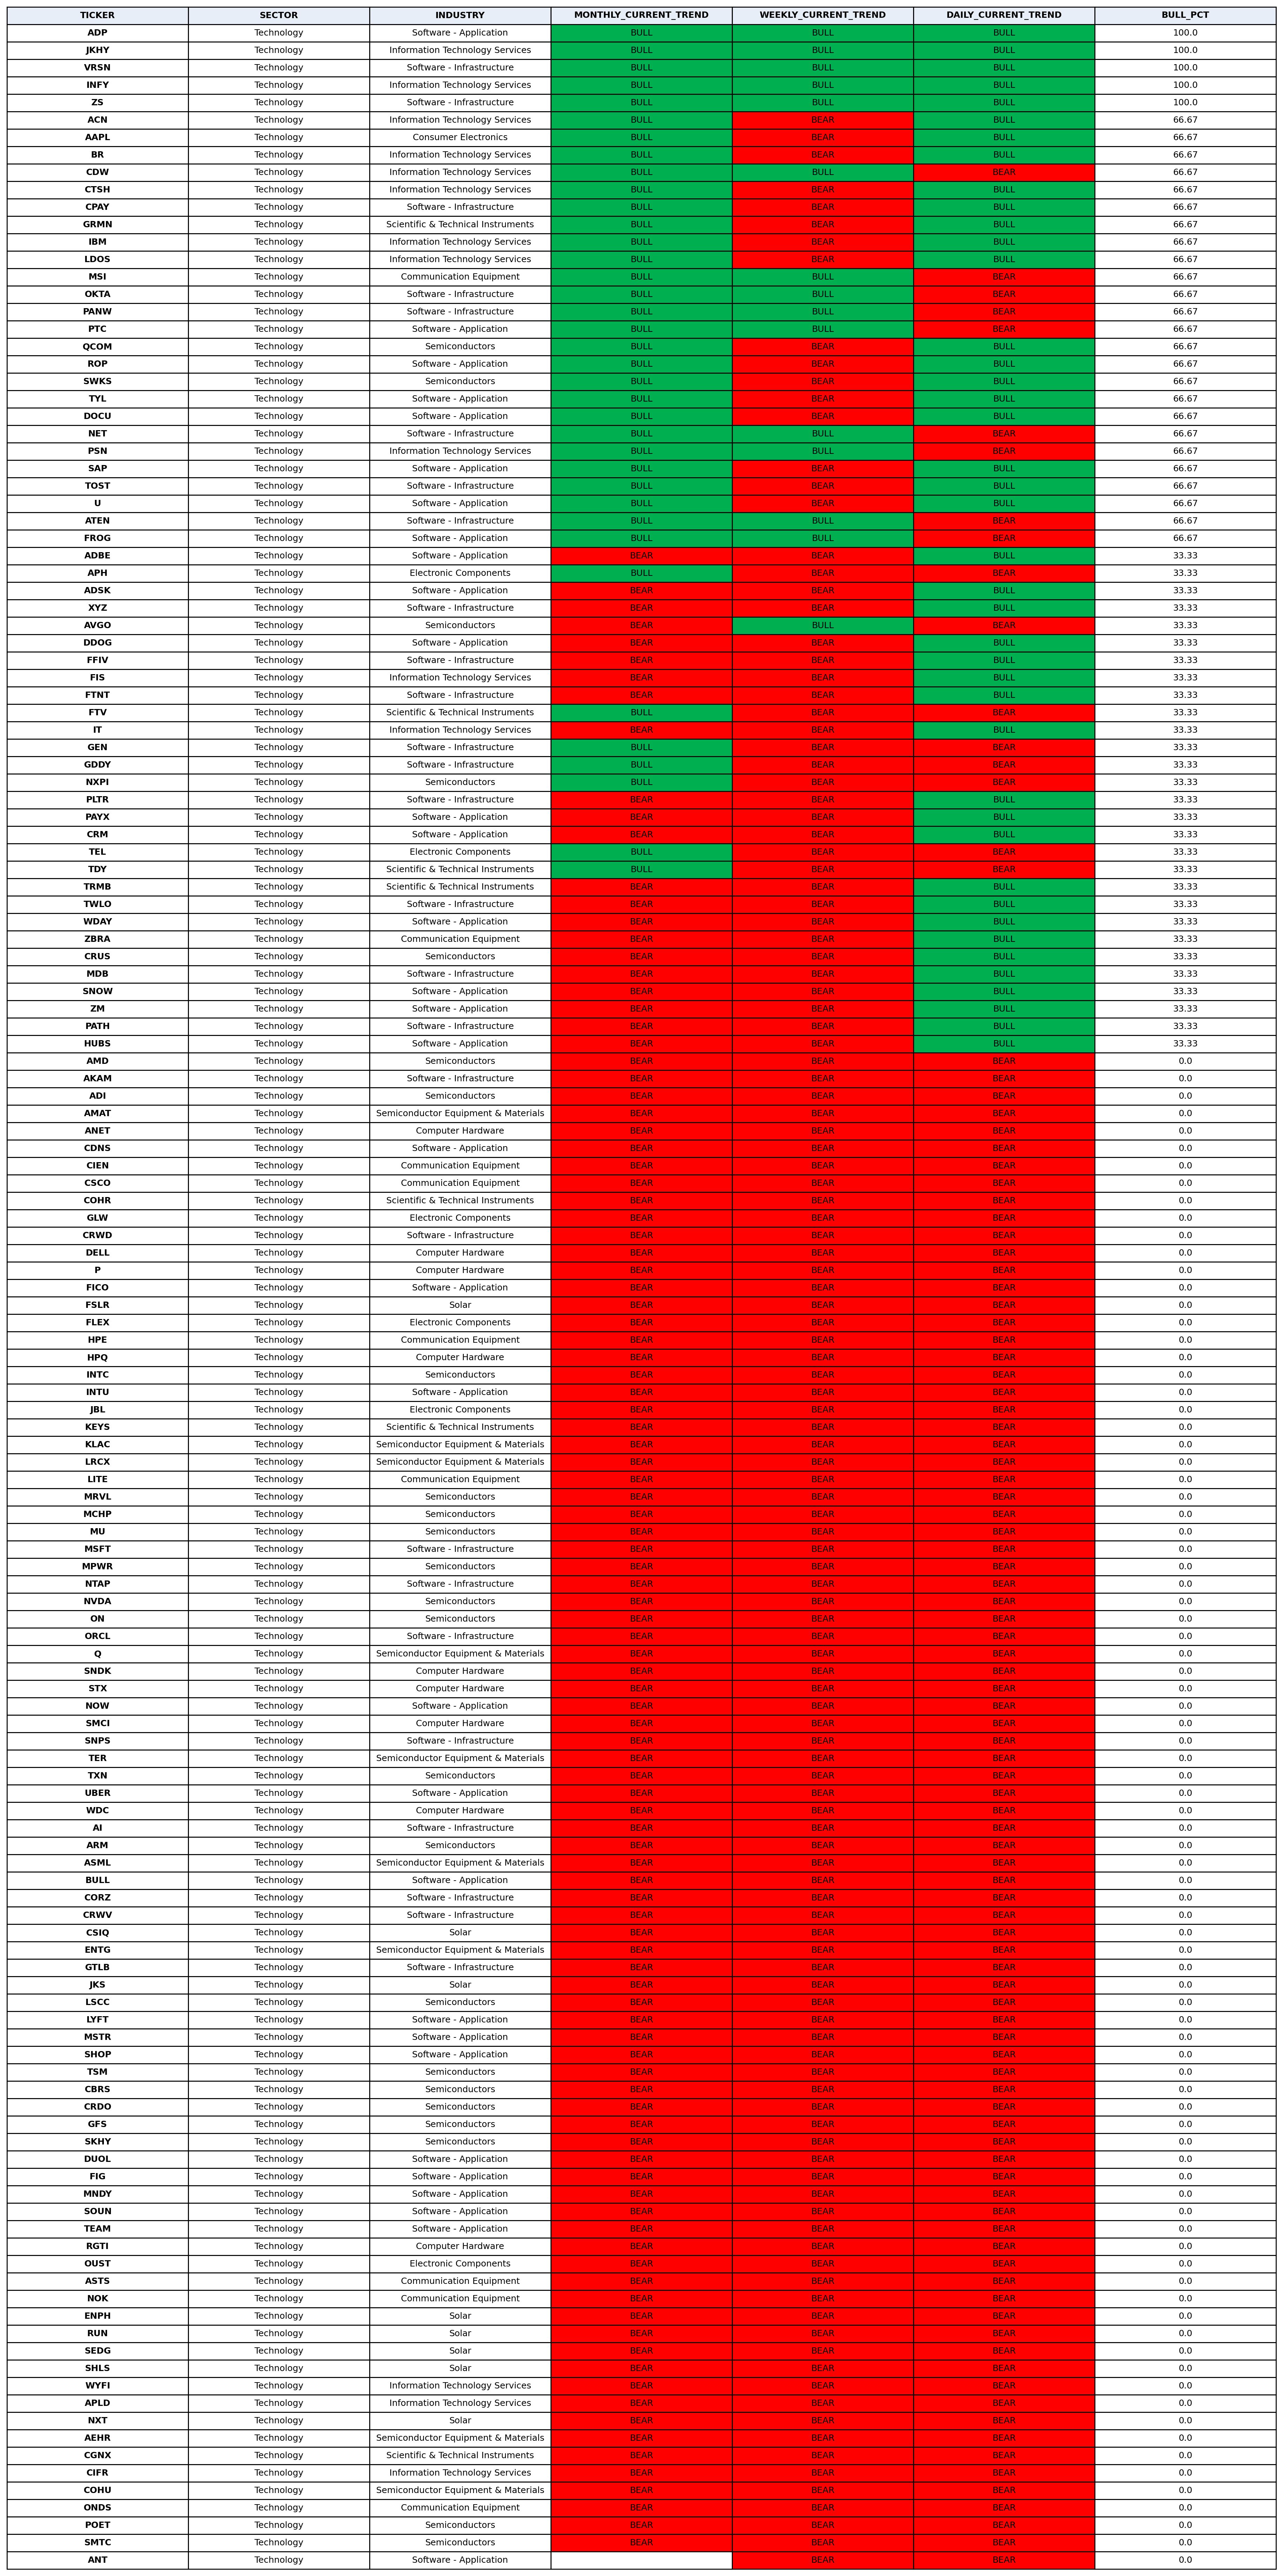 TICKER SECTOR INDUSTRY MONTHLY_CURRENT_TREND WEEKLY_CURRENT_TREND DAILY_CURRENT_TREND BULL_PCT
ADP Technology Software - Application BULL BULL BULL 100.0
JKHY Technology Information Technology Services BULL BULL BULL 100.0
VRSN Technology Software - Infrastructure BULL BULL BULL 100.0
INFY Technology Information Technology Services BULL BULL BULL 100.0
ZS Technology Software - Infrastructure BULL BULL BULL 100.0
ACN Technology Information Technology Services BULL BEAR BULL 66.67
AAPL Technology Consumer Electronics BULL BEAR BULL 66.67
BR Technology Information Technology Services BULL BEAR BULL 66.67
CDW Technology Information Technology Services BULL BULL BEAR 66.67
CTSH Technology Information Technology Services BULL BEAR BULL 66.67
CPAY Technology Software - Infrastructure BULL BEAR BULL 66.67
GRMN Technology Scientific & Technical Instruments BULL BEAR BULL 66.67
IBM Technology Information Technology Services BULL BEAR BULL 66.67
LDOS Technology Information Technology Services BULL BEAR BULL 66.67
MSI Technology Communication Equipment BULL BULL BEAR 66.67
OKTA Technology Software - Infrastructure BULL BULL BEAR 66.67
PANW Technology Software - Infrastructure BULL BULL BEAR 66.67
PTC Technology Software - Application BULL BULL BEAR 66.67
QCOM Technology Semiconductors BULL BEAR BULL 66.67
ROP Technology Software - Application BULL BEAR BULL 66.67
SWKS Technology Semiconductors BULL BEAR BULL 66.67
TYL Technology Software - Application BULL BEAR BULL 66.67
DOCU Technology Software - Application BULL BEAR BULL 66.67
NET Technology Software - Infrastructure BULL BULL BEAR 66.67
PSN Technology Information Technology Services BULL BULL BEAR 66.67
SAP Technology Software - Application BULL BEAR BULL 66.67
TOST Technology Software - Infrastructure BULL BEAR BULL 66.67
U Technology Software - Application BULL BEAR BULL 66.67
ATEN Technology Software - Infrastructure BULL BULL BEAR 66.67
FROG Technology Software - Application BULL BULL BEAR 66.67
ADBE Technology Software - Application BEAR BEAR BULL 33.33
APH Technology Electronic Components BULL BEAR BEAR 33.33
ADSK Technology Software - Application BEAR BEAR BULL 33.33
XYZ Technology Software - Infrastructure BEAR BEAR BULL 33.33
AVGO Technology Semiconductors BEAR BULL BEAR 33.33
DDOG Technology Software - Application BEAR BEAR BULL 33.33
FFIV Technology Software - Infrastructure BEAR BEAR BULL 33.33
FIS Technology Information Technology Services BEAR BEAR BULL 33.33
FTNT Technology Software - Infrastructure BEAR BEAR BULL 33.33
FTV Technology Scientific & Technical Instruments BULL BEAR BEAR 33.33
IT Technology Information Technology Services BEAR BEAR BULL 33.33
GEN Technology Software - Infrastructure BULL BEAR BEAR 33.33
GDDY Technology Software - Infrastructure BULL BEAR BEAR 33.33
NXPI Technology Semiconductors BULL BEAR BEAR 33.33
PLTR Technology Software - Infrastructure BEAR BEAR BULL 33.33
PAYX Technology Software - Application BEAR BEAR BULL 33.33
CRM Technology Software - Application BEAR BEAR BULL 33.33
TEL Technology Electronic Components BULL BEAR BEAR 33.33
TDY Technology Scientific & Technical Instruments BULL BEAR BEAR 33.33
TRMB Technology Scientific & Technical Instruments BEAR BEAR BULL 33.33
TWLO Technology Software - Infrastructure BEAR BEAR BULL 33.33
WDAY Technology Software - Application BEAR BEAR BULL 33.33
ZBRA Technology Communication Equipment BEAR BEAR BULL 33.33
CRUS Technology Semiconductors BEAR BEAR BULL 33.33
MDB Technology Software - Infrastructure BEAR BEAR BULL 33.33
SNOW Technology Software - Application BEAR BEAR BULL 33.33
ZM Technology Software - Application BEAR BEAR BULL 33.33
PATH Technology Software - Infrastructure BEAR BEAR BULL 33.33
HUBS Technology Software - Application BEAR BEAR BULL 33.33
AMD Technology Semiconductors BEAR BEAR BEAR 0.0
AKAM Technology Software - Infrastructure BEAR BEAR BEAR 0.0
ADI Technology Semiconductors BEAR BEAR BEAR 0.0
AMAT Technology Semiconductor Equipment & Materials BEAR BEAR BEAR 0.0
ANET Technology Computer Hardware BEAR BEAR BEAR 0.0
CDNS Technology Software - Application BEAR BEAR BEAR 0.0
CIEN Technology Communication Equipment BEAR BEAR BEAR 0.0
CSCO Technology Communication Equipment BEAR BEAR BEAR 0.0
COHR Technology Scientific & Technical Instruments BEAR BEAR BEAR 0.0
GLW Technology Electronic Components BEAR BEAR BEAR 0.0
CRWD Technology Software - Infrastructure BEAR BEAR BEAR 0.0
DELL Technology Computer Hardware BEAR BEAR BEAR 0.0
P Technology Computer Hardware BEAR BEAR BEAR 0.0
FICO Technology Software - Application BEAR BEAR BEAR 0.0
FSLR Technology Solar BEAR BEAR BEAR 0.0
FLEX Technology Electronic Components BEAR BEAR BEAR 0.0
HPE Technology Communication Equipment BEAR BEAR BEAR 0.0
HPQ Technology Computer Hardware BEAR BEAR BEAR 0.0
INTC Technology Semiconductors BEAR BEAR BEAR 0.0
INTU Technology Software - Application BEAR BEAR BEAR 0.0
JBL Technology Electronic Components BEAR BEAR BEAR 0.0
KEYS Technology Scientific & Technical Instruments BEAR BEAR BEAR 0.0
KLAC Technology Semiconductor Equipment & Materials BEAR BEAR BEAR 0.0
LRCX Technology Semiconductor Equipment & Materials BEAR BEAR BEAR 0.0
LITE Technology Communication Equipment BEAR BEAR BEAR 0.0
MRVL Technology Semiconductors BEAR BEAR BEAR 0.0
MCHP Technology Semiconductors BEAR BEAR BEAR 0.0
MU Technology Semiconductors BEAR BEAR BEAR 0.0
MSFT Technology Software - Infrastructure BEAR BEAR BEAR 0.0
MPWR Technology Semiconductors BEAR BEAR BEAR 0.0
NTAP Technology Software - Infrastructure BEAR BEAR BEAR 0.0
NVDA Technology Semiconductors BEAR BEAR BEAR 0.0
ON Technology Semiconductors BEAR BEAR BEAR 0.0
ORCL Technology Software - Infrastructure BEAR BEAR BEAR 0.0
Q Technology Semiconductor Equipment & Materials BEAR BEAR BEAR 0.0
SNDK Technology Computer Hardware BEAR BEAR BEAR 0.0
STX Technology Computer Hardware BEAR BEAR BEAR 0.0
NOW Technology Software - Application BEAR BEAR BEAR 0.0
SMCI Technology Computer Hardware BEAR BEAR BEAR 0.0
SNPS Technology Software - Infrastructure BEAR BEAR BEAR 0.0
TER Technology Semiconductor Equipment & Materials BEAR BEAR BEAR 0.0
TXN Technology Semiconductors BEAR BEAR BEAR 0.0
UBER Technology Software - Application BEAR BEAR BEAR 0.0
WDC Technology Computer Hardware BEAR BEAR BEAR 0.0
AI Technology Software - Infrastructure BEAR BEAR BEAR 0.0
ARM Technology Semiconductors BEAR BEAR BEAR 0.0
ASML Technology Semiconductor Equipment & Materials BEAR BEAR BEAR 0.0
BULL Technology Software - Application BEAR BEAR BEAR 0.0
CORZ Technology Software - Infrastructure BEAR BEAR BEAR 0.0
CRWV Technology Software - Infrastructure BEAR BEAR BEAR 0.0
CSIQ Technology Solar BEAR BEAR BEAR 0.0
ENTG Technology Semiconductor Equipment & Materials BEAR BEAR BEAR 0.0
GTLB Technology Software - Infrastructure BEAR BEAR BEAR 0.0
JKS Technology Solar BEAR BEAR BEAR 0.0
LSCC Technology Semiconductors BEAR BEAR BEAR 0.0
LYFT Technology Software - Application BEAR BEAR BEAR 0.0
MSTR Technology Software - Application BEAR BEAR BEAR 0.0
SHOP Technology Software - Application BEAR BEAR BEAR 0.0
TSM Technology Semiconductors BEAR BEAR BEAR 0.0
CBRS Technology Semiconductors BEAR BEAR BEAR 0.0
CRDO Technology Semiconductors BEAR BEAR BEAR 0.0
GFS Technology Semiconductors BEAR BEAR BEAR 0.0
SKHY Technology Semiconductors BEAR BEAR BEAR 0.0
DUOL Technology Software - Application BEAR BEAR BEAR 0.0
FIG Technology Software - Application BEAR BEAR BEAR 0.0
MNDY Technology Software - Application BEAR BEAR BEAR 0.0
SOUN Technology Software - Application BEAR BEAR BEAR 0.0
TEAM Technology Software - Application BEAR BEAR BEAR 0.0
RGTI Technology Computer Hardware BEAR BEAR BEAR 0.0
OUST Technology Electronic Components BEAR BEAR BEAR 0.0
ASTS Technology Communication Equipment BEAR BEAR BEAR 0.0
NOK Technology Communication Equipment BEAR BEAR BEAR 0.0
ENPH Technology Solar BEAR BEAR BEAR 0.0
RUN Technology Solar BEAR BEAR BEAR 0.0
SEDG Technology Solar BEAR BEAR BEAR 0.0
SHLS Technology Solar BEAR BEAR BEAR 0.0
WYFI Technology Information Technology Services BEAR BEAR BEAR 0.0
APLD Technology Information Technology Services BEAR BEAR BEAR 0.0
NXT Technology Solar BEAR BEAR BEAR 0.0
AEHR Technology Semiconductor Equipment & Materials BEAR BEAR BEAR 0.0
CGNX Technology Scientific & Technical Instruments BEAR BEAR BEAR 0.0
CIFR Technology Information Technology Services BEAR BEAR BEAR 0.0
COHU Technology Semiconductor Equipment & Materials BEAR BEAR BEAR 0.0
ONDS Technology Communication Equipment BEAR BEAR BEAR 0.0
POET Technology Semiconductors BEAR BEAR BEAR 0.0
SMTC Technology Semiconductors BEAR BEAR BEAR 0.0
ANT Technology Software - Application BEAR BEAR 0.0